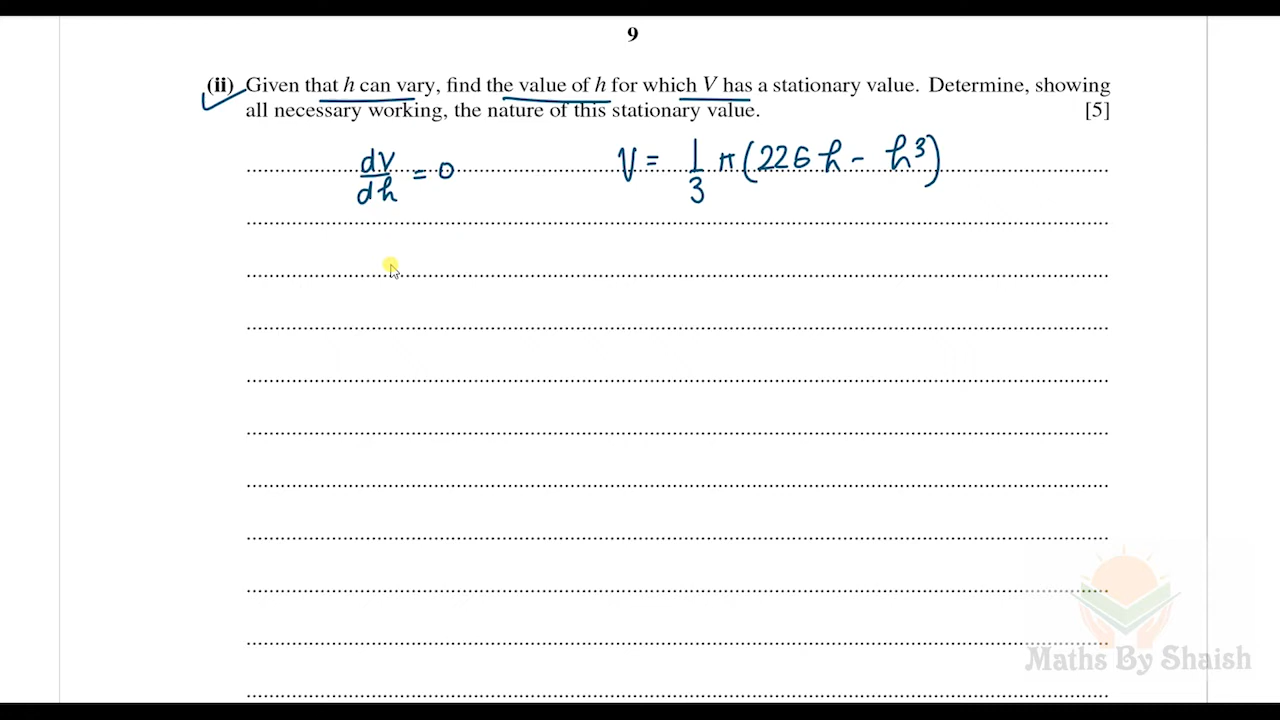 9
(ii) Given that h can vary, find the value of h for which V has a stationary value. Determine, showing
all necessary working, the nature of this stationary value. [5]
dV/dh = 0 V = 1/3 π(225h - h³)
Maths By Shaish